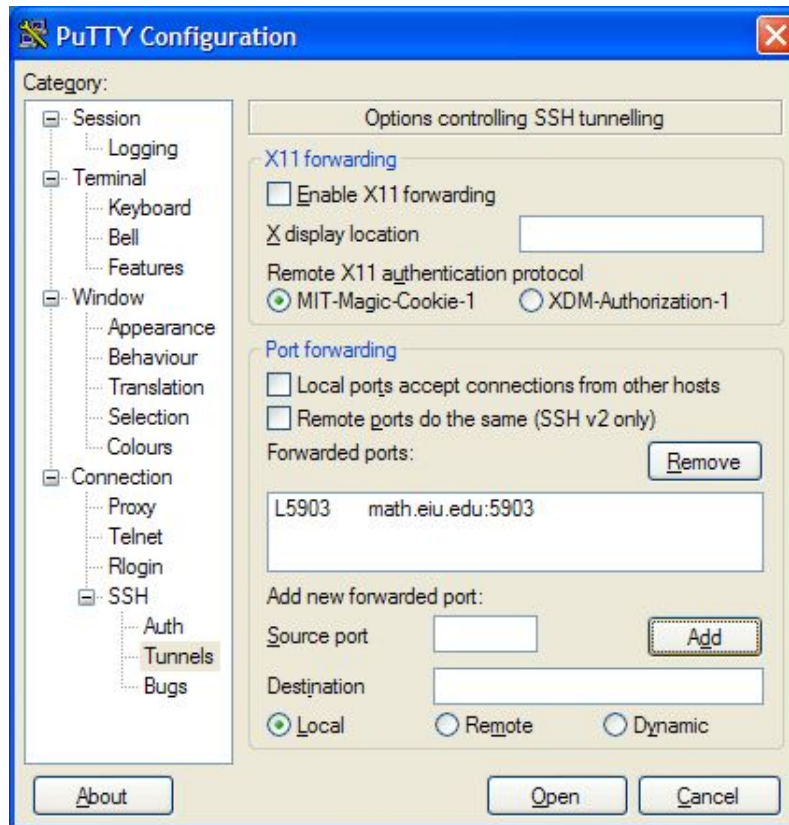 PuTTY Configuration
Category:
Session
Logging
Terminal
Keyboard
Bell
Features
Window
Appearance
Behaviour
Translation
Selection
Colours
Connection
Proxy
Telnet
Rlogin
SSH
Auth
Tunnels
Bugs
Options controlling SSH tunnelling
X11 forwarding
Enable X11 forwarding
X display location
Remote X11 authentication protocol
MIT-Magic-Cookie-1 XDM-Authorization-1
Port forwarding
Local ports accept connections from other hosts
Remote ports do the same (SSH v2 only)
Forwarded ports: Remove
L5903 math.eiu.edu:5903
Add new forwarded port:
Source port Add
Destination
Local Remote Dynamic
About Open Cancel